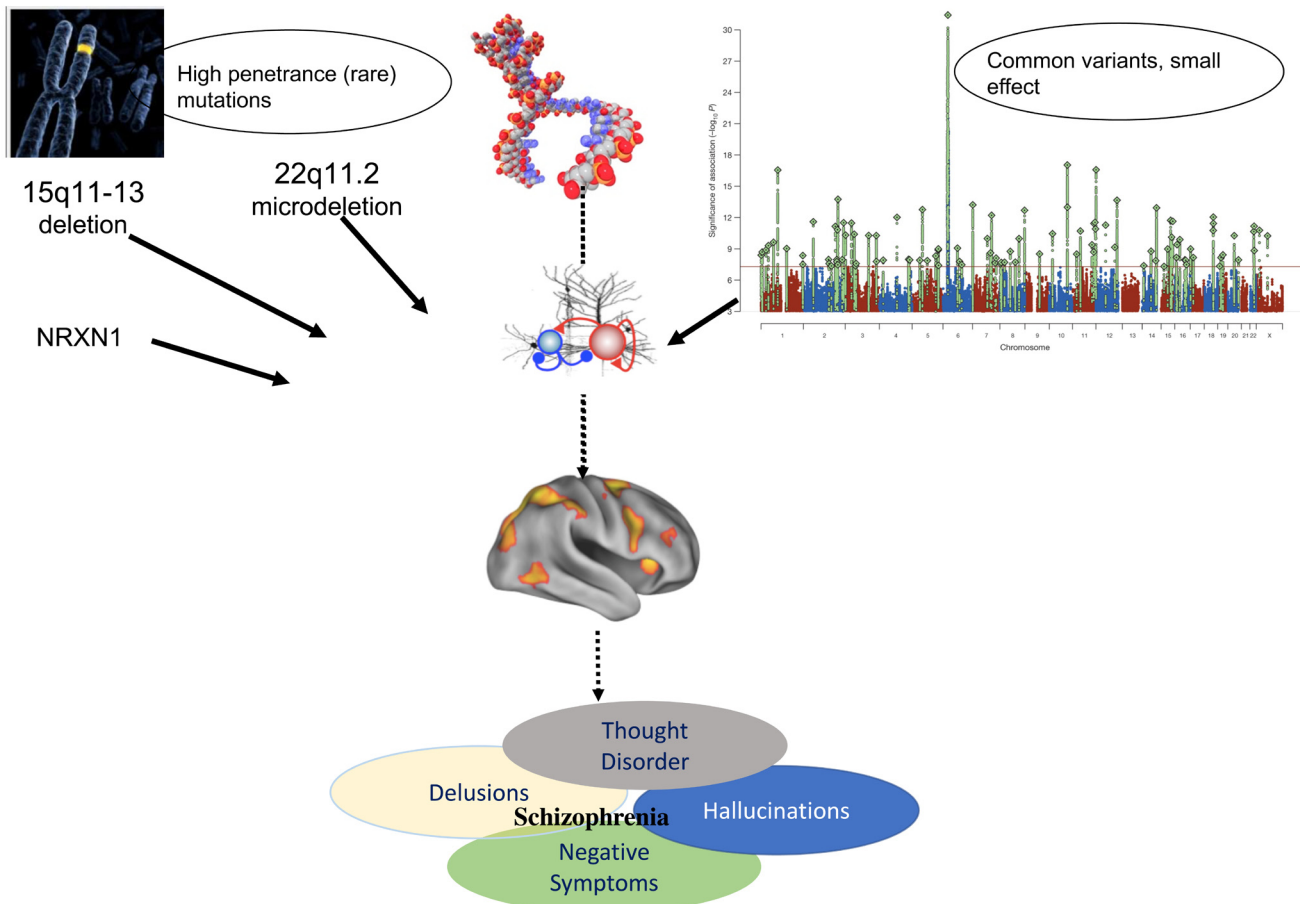 High penetrance (rare)
mutations
15q11-13
deletion
22q11.2
microdeletion
NRXN1
Common variants, small
effect
Significance of association (–log10 P)
30
27
24
21
18
15
12
9
6
3
1 2 3 4 5 6 7 8 9 10 11 12 13 14 15 16 17 18 19 20 21 22 X
Chromosome
Thought
Disorder
Delusions
Hallucinations
Schizophrenia
Negative
Symptoms